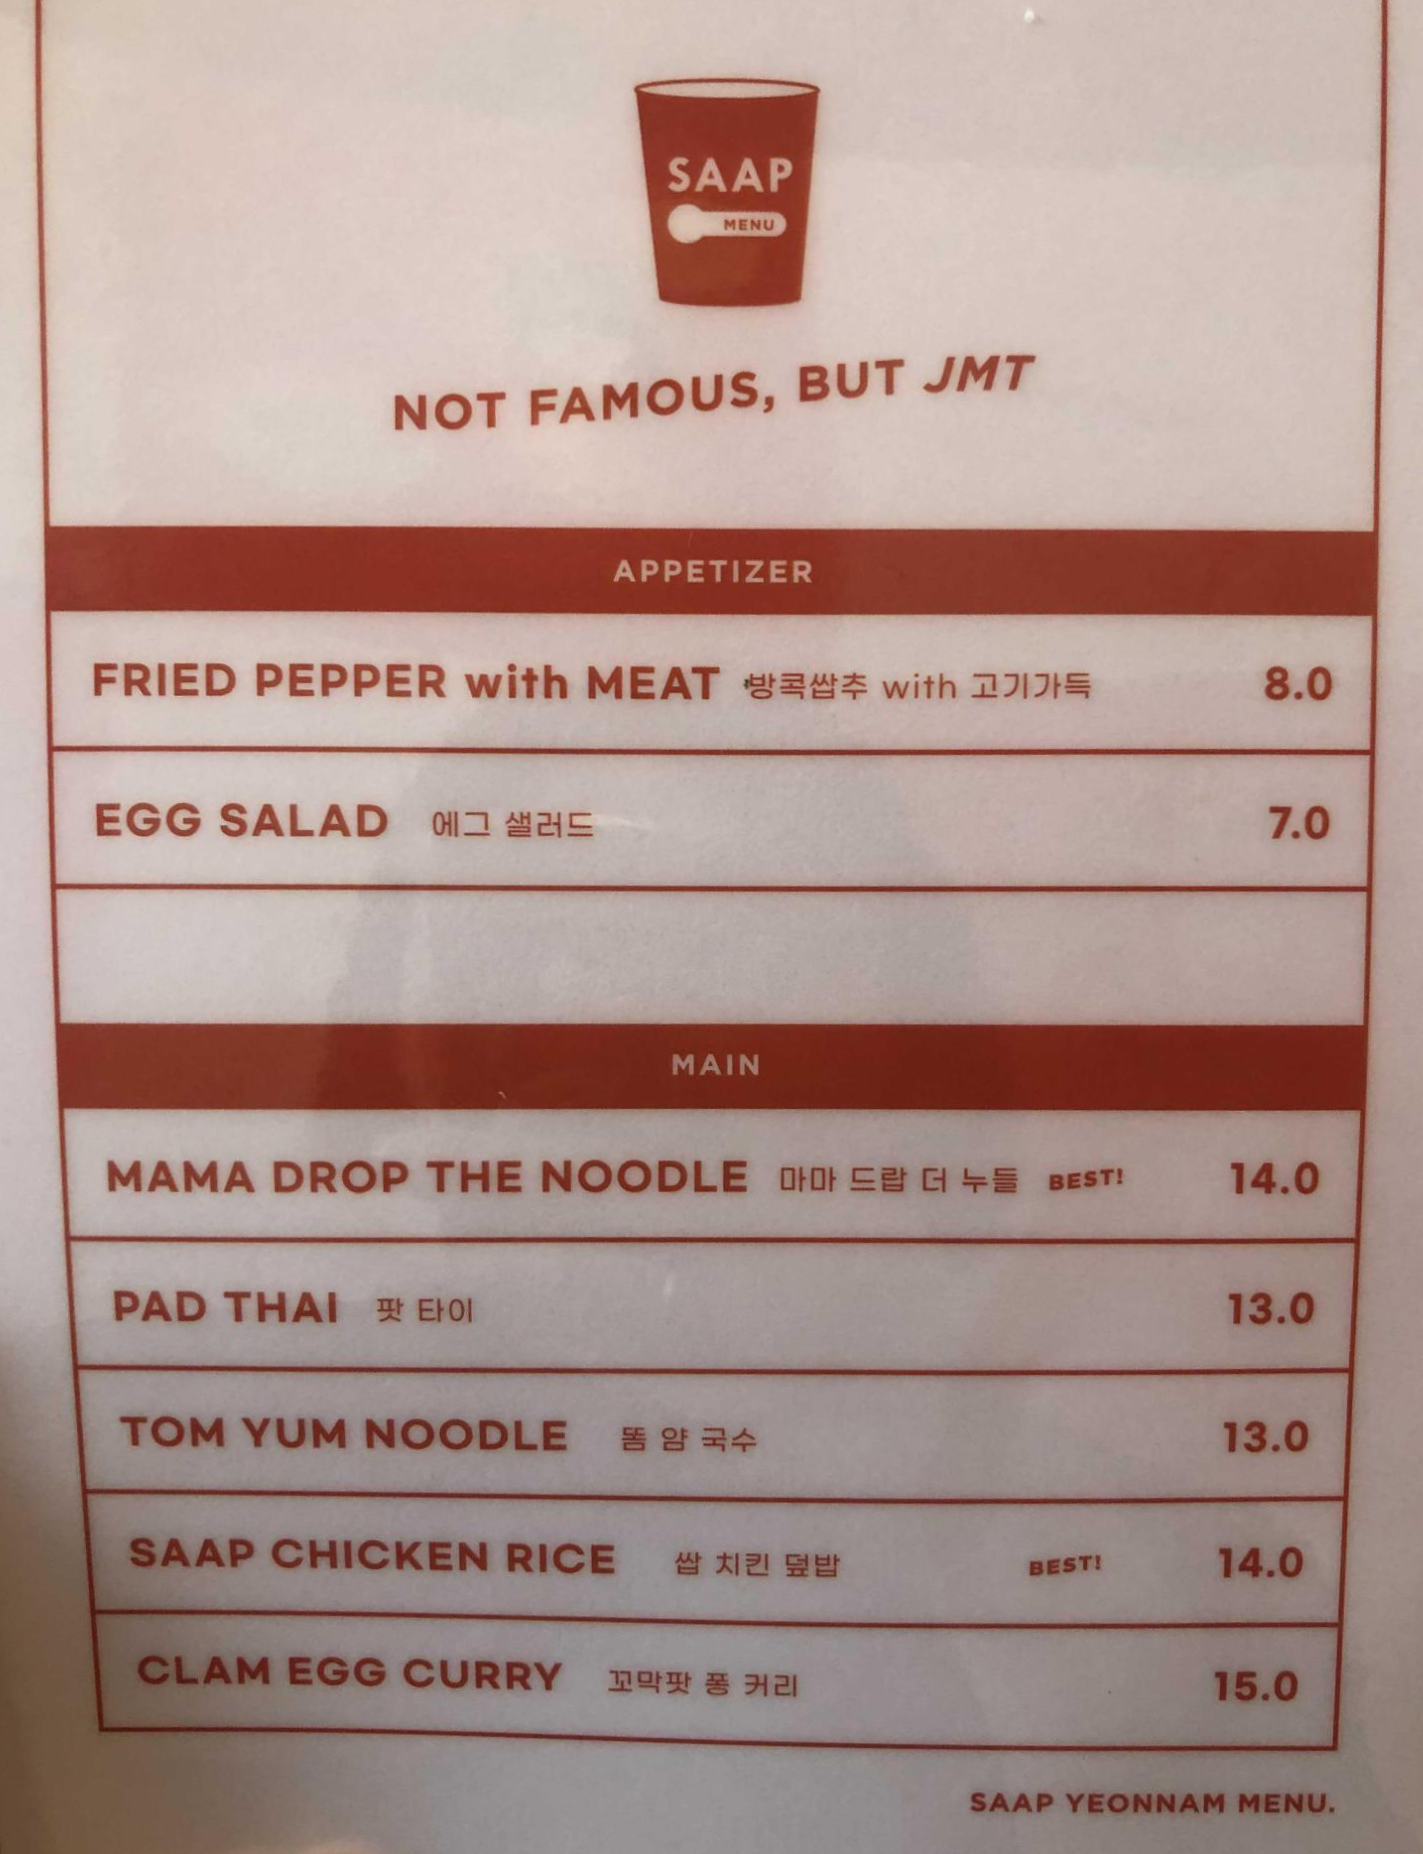 SAAP
MENU
NOT FAMOUS, BUT JMT
APPETIZER
FRIED PEPPER with MEAT 방콕쌉추 with 고기가득 8.0
EGG SALAD 에그 샐러드 7.0
MAIN
MAMA DROP THE NOODLE 마마 드랍 더 누들 BEST! 14.0
PAD THAI 팟 타이 13.0
TOM YUM NOODLE 똠 얌 국수 13.0
SAAP CHICKEN RICE 쌉 치킨 덮밥 BEST! 14.0
CLAM EGG CURRY 꼬막팟 퐁 커리 15.0
SAAP YEONNAM MENU.